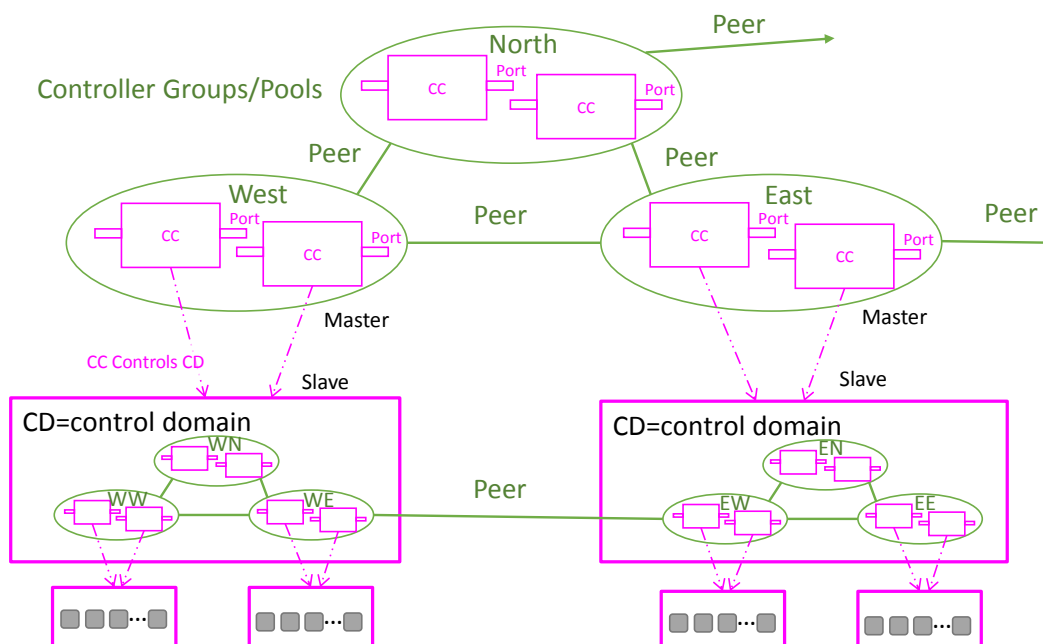 Peer
North
Controller Groups/Pools
CC
Port
CC
Port
Peer
Peer
West
East
Peer
Peer
CC
Port
CC
Port
CC
Port
CC
Port
Master
Master
CC Controls CD
Slave
Slave
CD=control domain
CD=control domain
WN
EN
WW
WE
Peer
EW
EE
...
...
...
...